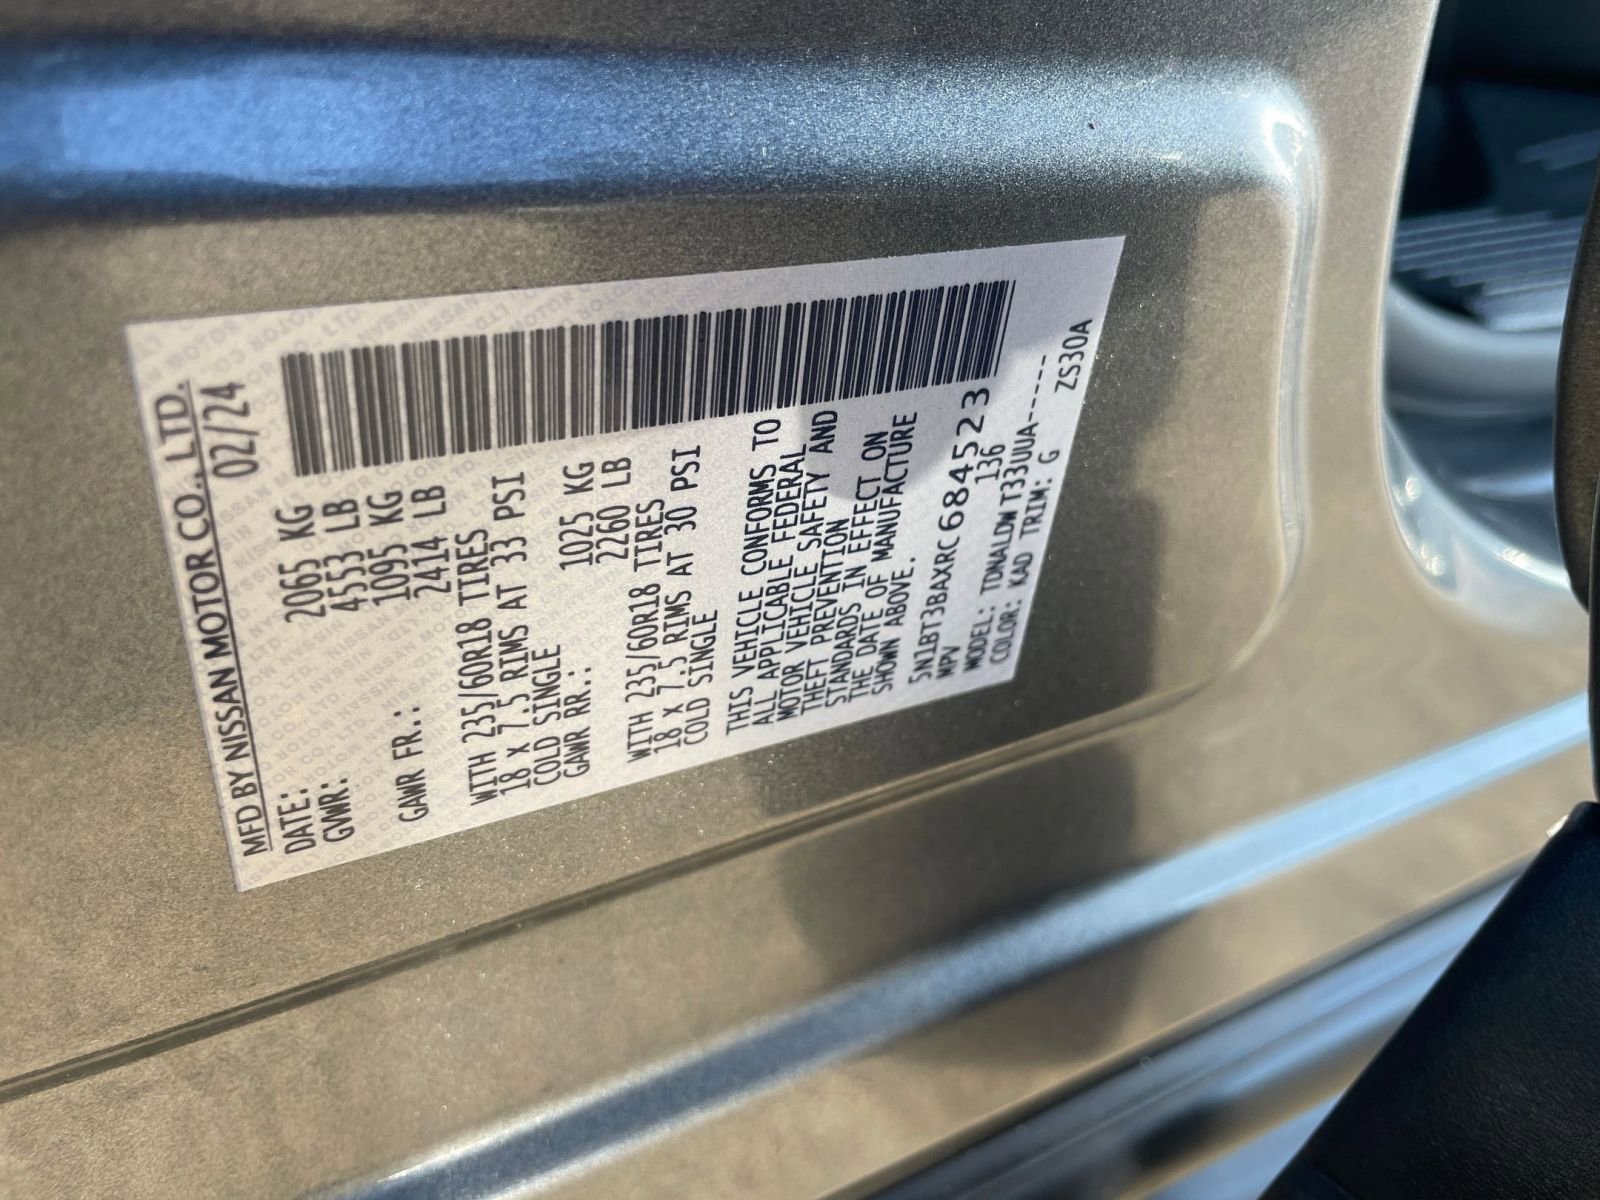 MFD BY NISSAN MOTOR CO., LTD.
DATE: 02/24
GVWR: 2065 KG
4553 LB
GAWR FR.: 1095 KG
2414 LB
WITH 235/60R18 TIRES
18 x 7.5 RIMS AT 33 PSI
COLD SINGLE
GAWR RR.: 1025 KG
2260 LB
WITH 235/60R18 TIRES
18 x 7.5 RIMS AT 30 PSI
COLD SINGLE
THIS VEHICLE CONFORMS TO
ALL APPLICABLE FEDERAL
MOTOR VEHICLE SAFETY AND
THEFT PREVENTION
STANDARDS IN EFFECT ON
THE DATE OF MANUFACTURE
SHOWN ABOVE.
5N1BT3BAXRC684523
MPV 136
MODEL: TDNALDW T33UUA-----
COLOR: KAD TRIM: G ZS30A